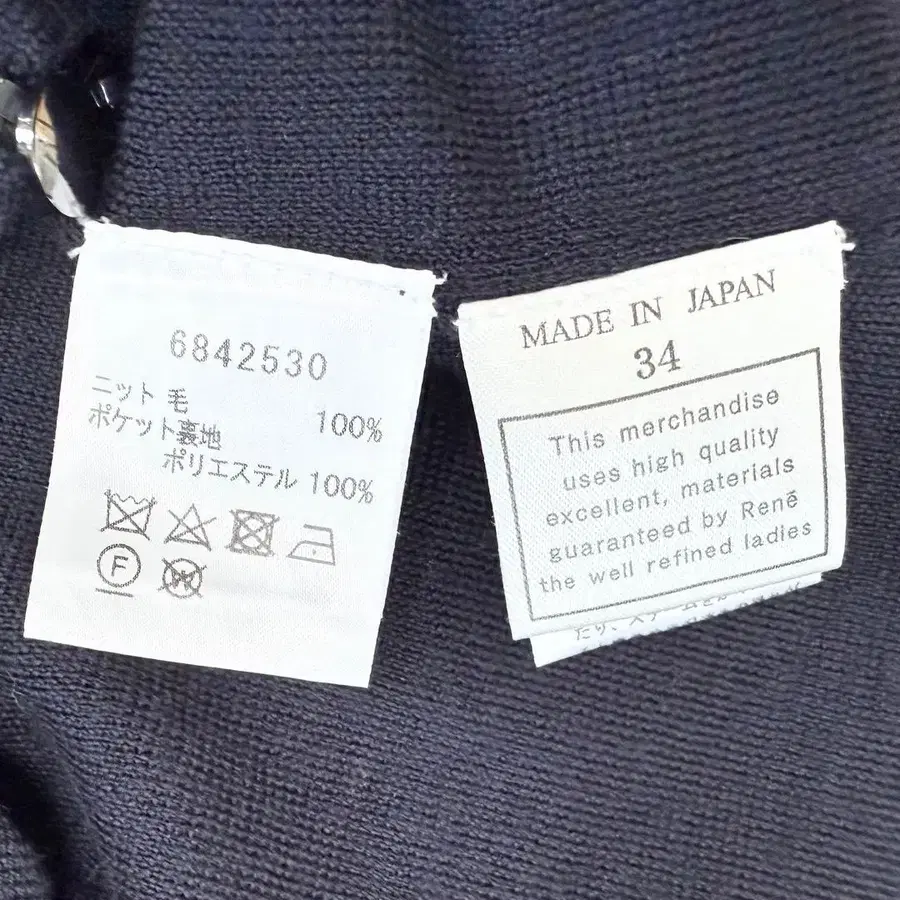 6842530
ニット 毛
100%
ポケット裏地
ポリエステル 100%
F
W
MADE IN JAPAN
34
This merchandise
uses high quality
excellent, materials
guaranteed by René
the well refined ladies